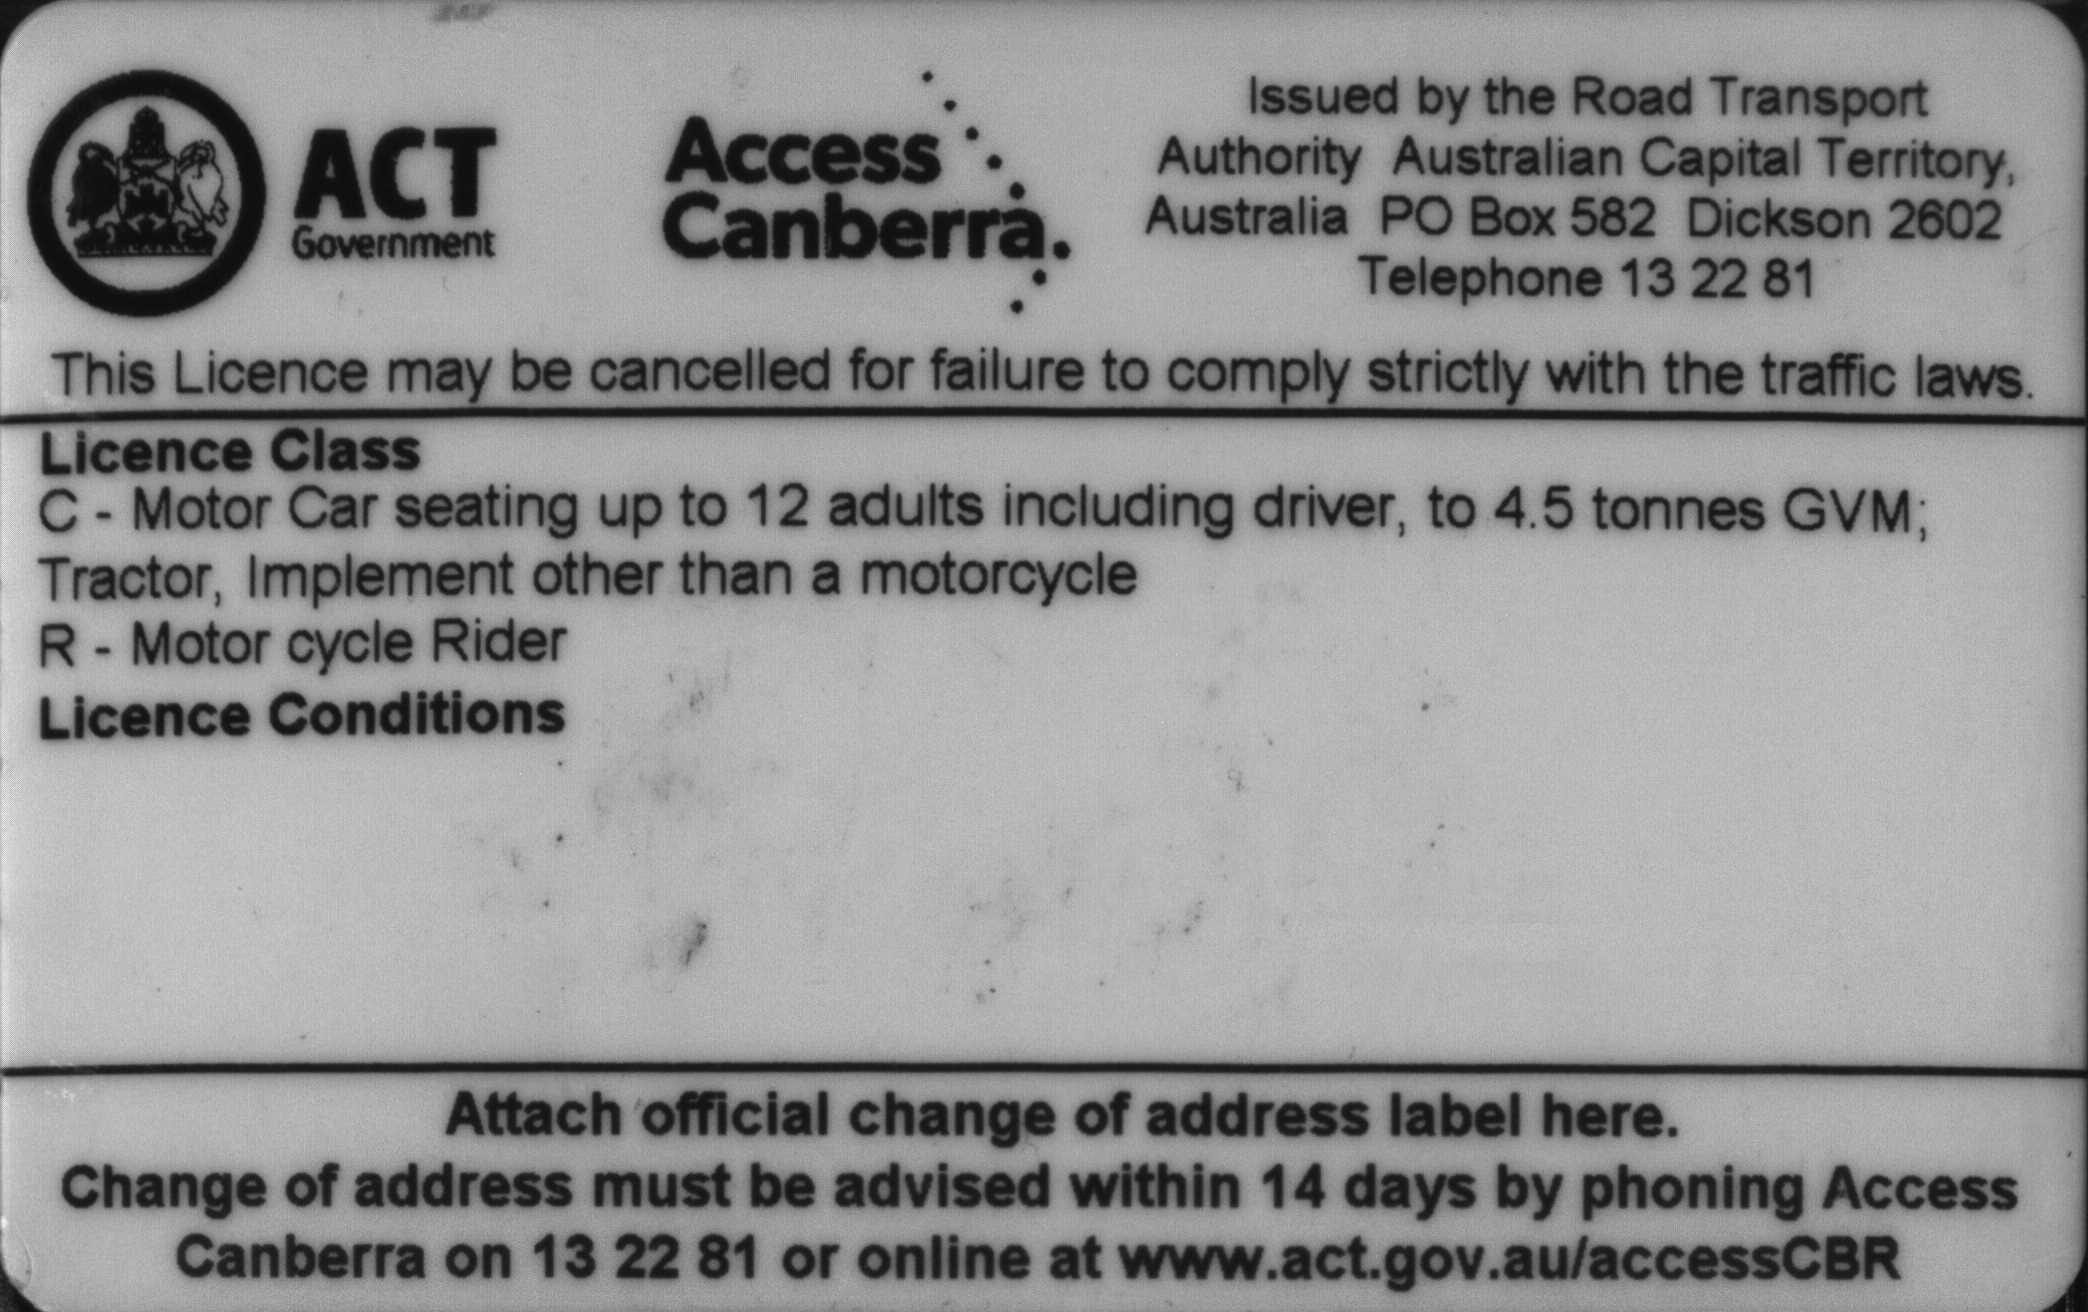 ACT
Government
Access
Canberra.
Issued by the Road Transport
Authority Australian Capital Territory,
Australia PO Box 582 Dickson 2602
Telephone 13 22 81
This Licence may be cancelled for failure to comply strictly with the traffic laws.
Licence Class
C - Motor Car seating up to 12 adults including driver, to 4.5 tonnes GVM;
Tractor, Implement other than a motorcycle
R - Motor cycle Rider
Licence Conditions
Attach official change of address label here.
Change of address must be advised within 14 days by phoning Access
Canberra on 13 22 81 or online at www.act.gov.au/accessCBR